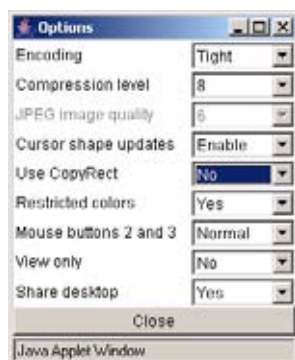 Options
Encoding Tight
Compression level 8
JPEG image quality 6
Cursor shape updates Enable
Use CopyRect No
Restricted colors Yes
Mouse buttons 2 and 3 Normal
View only No
Share desktop Yes
Close
Java Applet Window